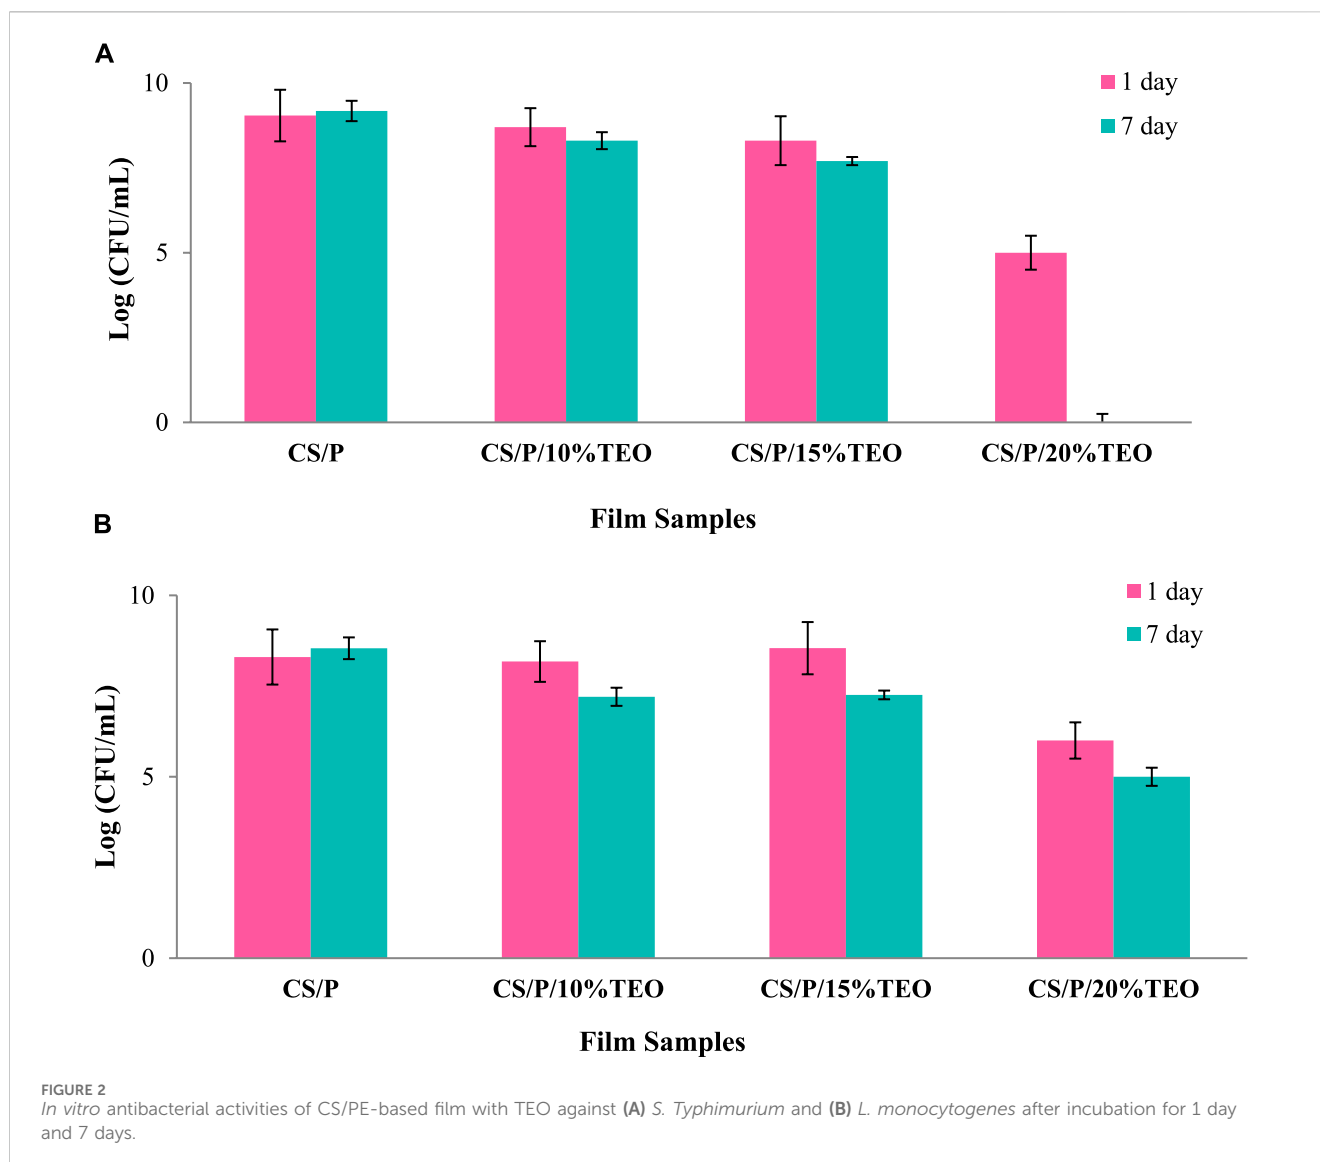 A
10
1 day
7 day
5
0
Log (CFU/mL)
CS/P
CS/P/10%TEO
CS/P/15%TEO
CS/P/20%TEO
Film Samples
B
10
1 day
7 day
5
0
Log (CFU/mL)
CS/P
CS/P/10%TEO
CS/P/15%TEO
CS/P/20%TEO
Film Samples
FIGURE 2
In vitro antibacterial activities of CS/PE-based film with TEO against (A) S. Typhimurium and (B) L. monocytogenes after incubation for 1 day
and 7 days.